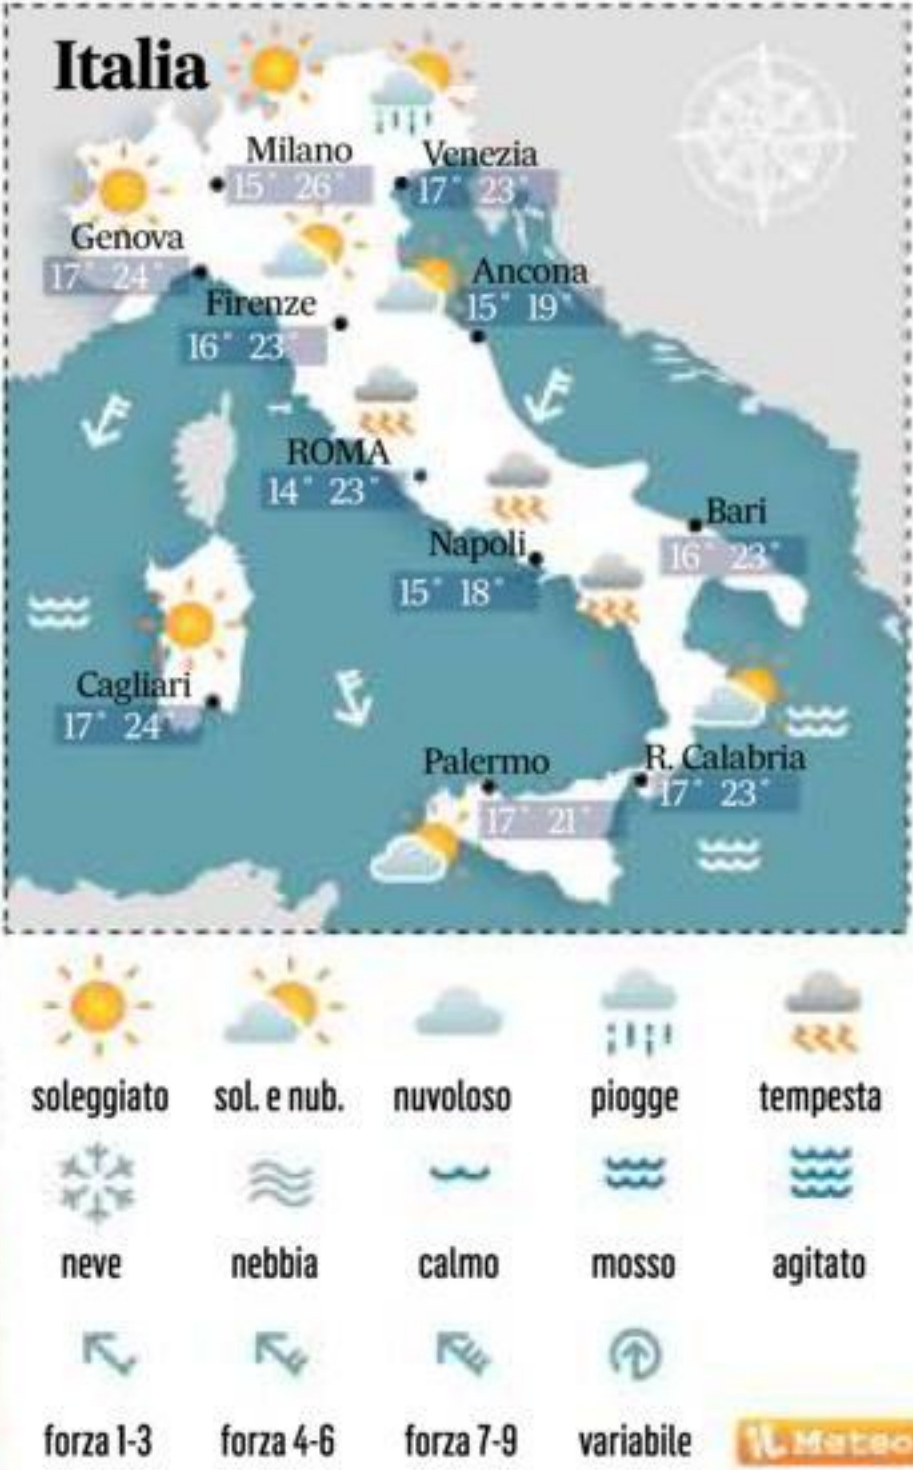 Italia
Milano
15° 26°
Venezia
17° 23°
Genova
17° 24°
Ancona
15° 19°
Firenze
16° 23°
ROMA
14° 23°
Bari
16° 23°
Napoli
15° 18°
Cagliari
17° 24°
Palermo
17° 21°
R. Calabria
17° 23°
soleggiato sol. e nub. nuvoloso piogge tempesta
neve nebbia calmo mosso agitato
forza 1-3 forza 4-6 forza 7-9 variabile
iL Meteo